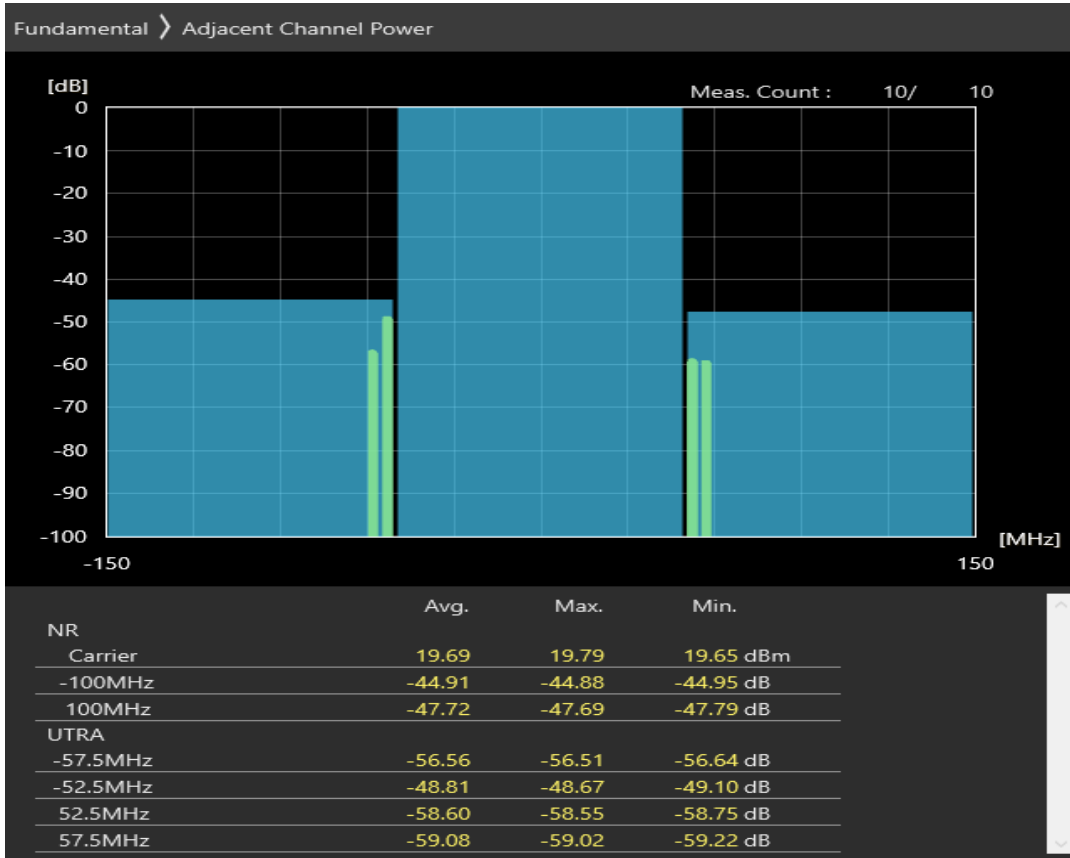 Fundamental 〉 Adjacent Channel Power
[dB]
Meas. Count : 10/ 10
0
-10
-20
-30
-40
-50
-60
-70
-80
-90
-100
[MHz]
-150 150
Avg. Max. Min.
NR
Carrier 19.69 19.79 19.65 dBm
-100MHz -44.91 -44.88 -44.95 dB
100MHz -47.72 -47.69 -47.79 dB
UTRA
-57.5MHz -56.56 -56.51 -56.64 dB
-52.5MHz -48.81 -48.67 -49.10 dB
52.5MHz -58.60 -58.55 -58.75 dB
57.5MHz -59.08 -59.02 -59.22 dB